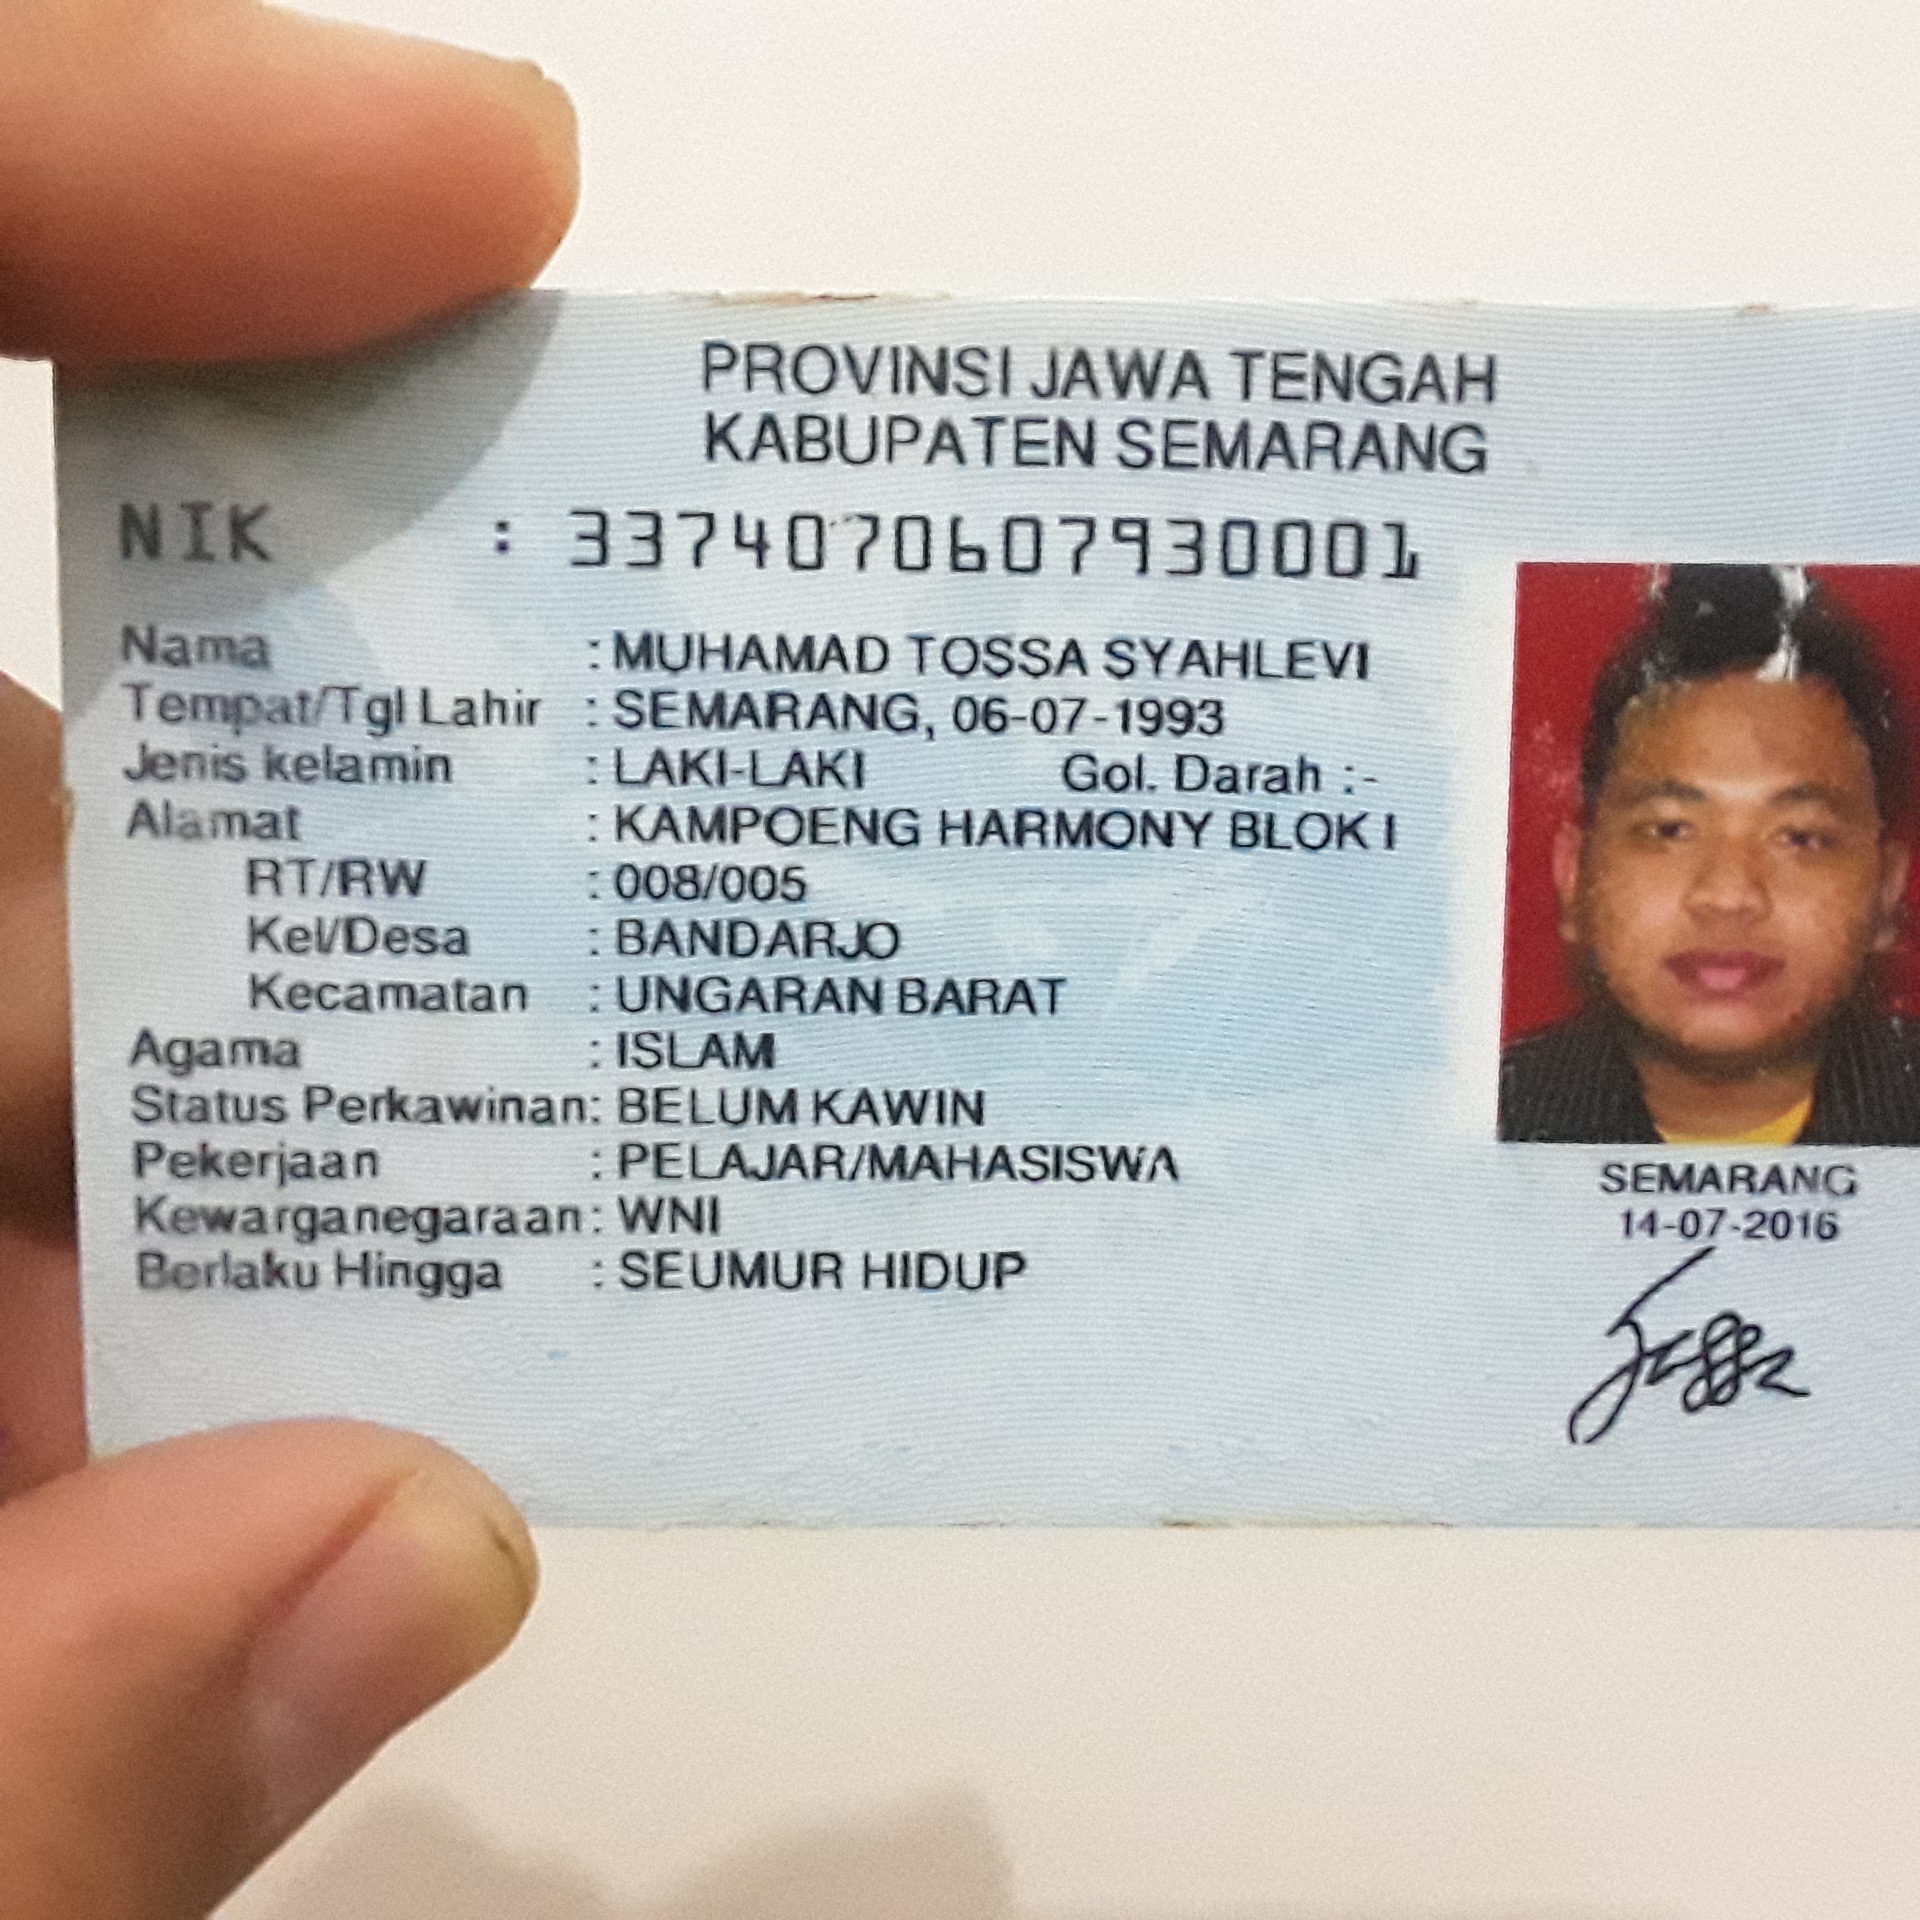 PROVINSI JAWA TENGAH
KABUPATEN SEMARANG
NIK : 3374070607930001
Nama : MUHAMAD TOSSA SYAHLEVI
Tempat/Tgl Lahir : SEMARANG, 06-07-1993
Jenis kelamin : LAKI-LAKI Gol. Darah :-
Alamat : KAMPOENG HARMONY BLOK I
RT/RW : 008/005
Kel/Desa : BANDARJO
Kecamatan : UNGARAN BARAT
Agama : ISLAM
Status Perkawinan: BELUM KAWIN
Pekerjaan : PELAJAR/MAHASISWA
Kewarganegaraan: WNI
Berlaku Hingga : SEUMUR HIDUP
SEMARANG
14-07-2016